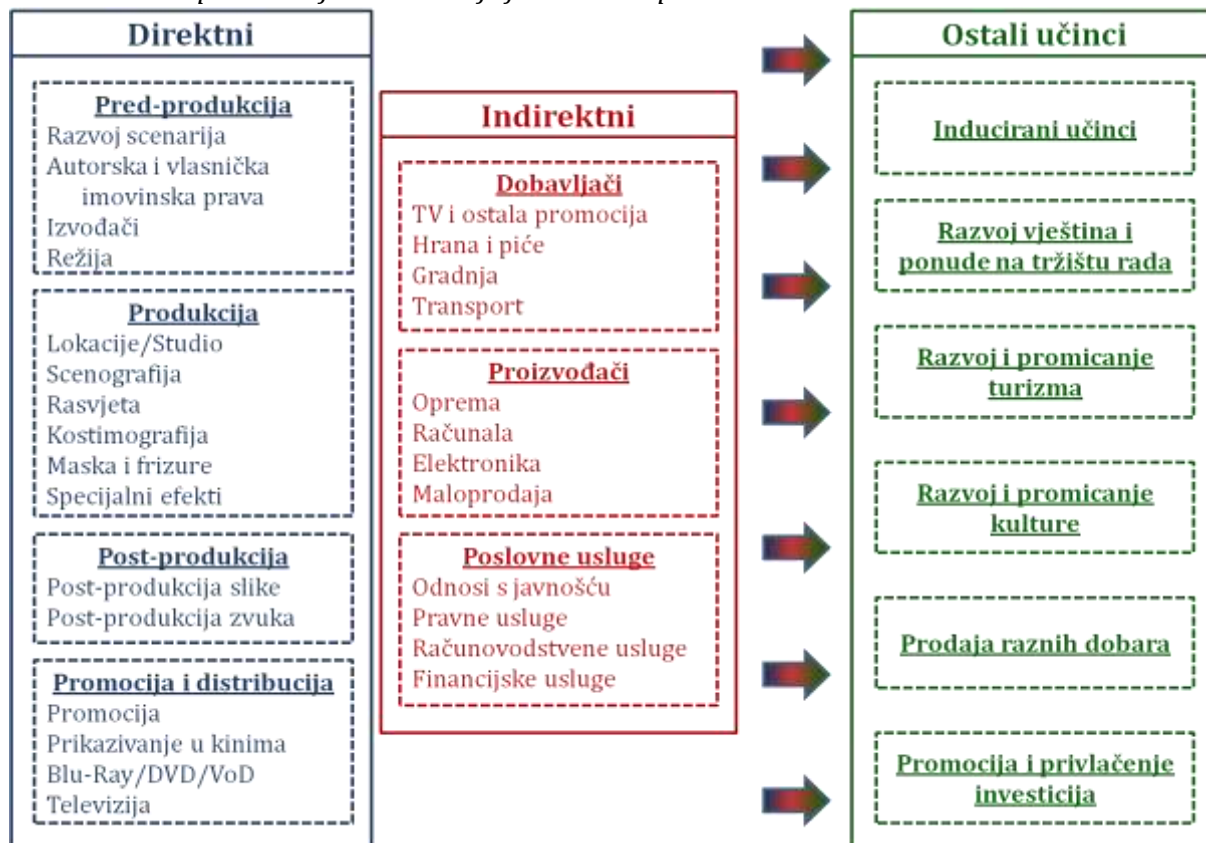 Direktni
Pred-produkcija
Razvoj scenarija
Autorska i vlasnička
imovinska prava
Izvođači
Režija
Produkcija
Lokacije/Studio
Scenografija
Rasvjeta
Kostimografija
Maska i frizure
Specijalni efekti
Post-produkcija
Post-produkcija slike
Post-produkcija zvuka
Promocija i distribucija
Promocija
Prikazivanje u kinima
Blu-Ray/DVD/VoD
Televizija
Indirektni
Dobavljači
TV i ostala promocija
Hrana i piće
Gradnja
Transport
Proizvođači
Oprema
Računala
Elektronika
Maloprodaja
Poslovne usluge
Odnosi s javnošću
Pravne usluge
Računovodstvene usluge
Financijske usluge
Ostali učinci
Inducirani učinci
Razvoj vještina i
ponude na tržištu rada
Razvoj i promicanje
turizma
Razvoj i promicanje
kulture
Prodaja raznih dobara
Promocija i privlačenje
investicija